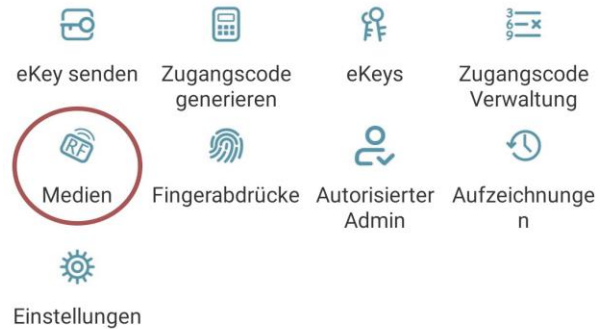 eKey senden
Zugangscode
generieren
eKeys
Zugangscode
Verwaltung
RF
Medien
Fingerabdrücke
Autorisierter
Admin
Aufzeichnunge
n
Einstellungen